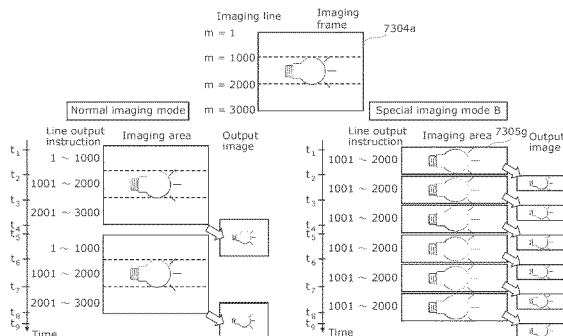 Imaging line
Imaging frame
7304a
m = 1
m = 1000
m = 2000
m = 3000
Normal imaging mode
Special imaging mode B
Line output instruction
Imaging area
Output image
Line output instruction
Imaging area
7305g
Output image
t1
1 ~ 1000
t2
1001 ~ 2000
t3
2001 ~ 3000
t4
t5
1 ~ 1000
t6
1001 ~ 2000
t7
2001 ~ 3000
t8
t9
Time
t1
1001 ~ 2000
t2
1001 ~ 2000
t3
1001 ~ 2000
t4
t5
1001 ~ 2000
t6
1001 ~ 2000
t7
1001 ~ 2000
t8
t9
Time